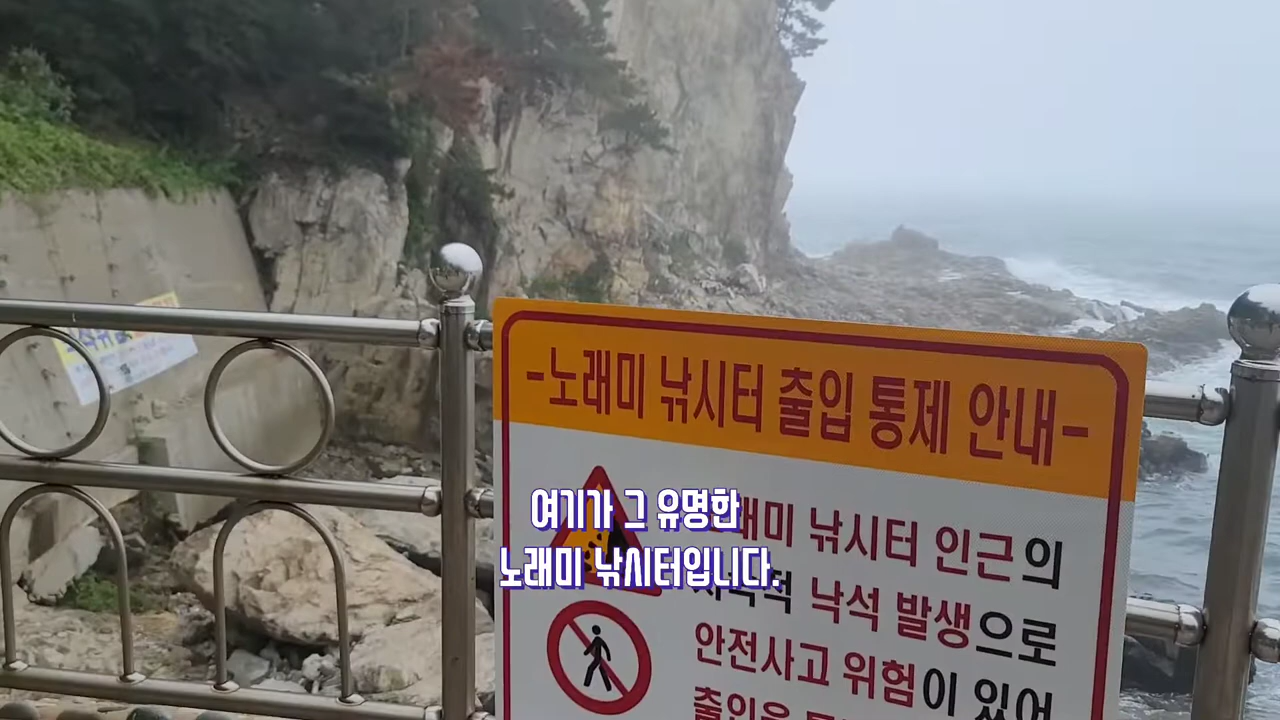 -노래미 낚시터 출입 통제 안내-
노래미 낚시터 인근의
낙석 발생으로
안전사고 위험이 있어
여기가 그 유명한
노래미 낚시터입니다.